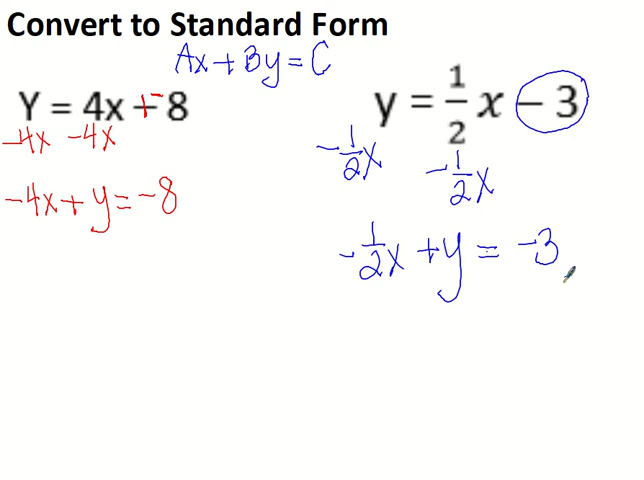 Convert to Standard Form
Ax + By = C
Y = 4x + - 8
-4x -4x
-4x + y = -8
y = 1/2 x - 3
-1/2x -1/2x
-1/2x + y = -3